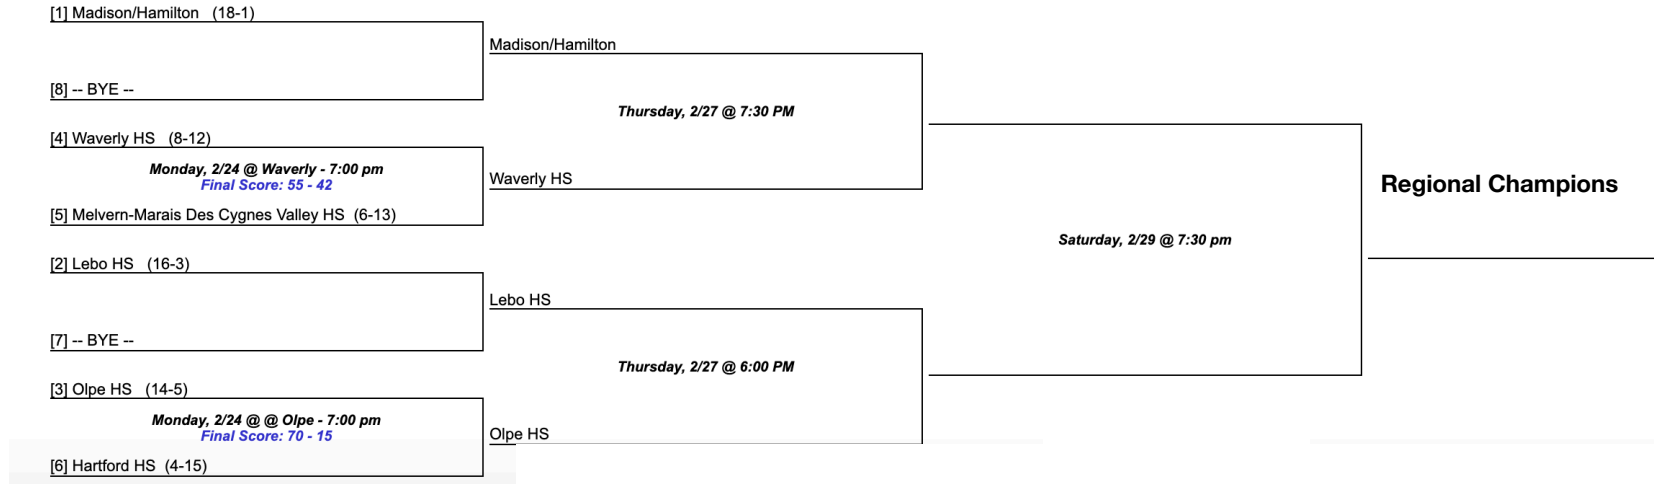 [1] Madison/Hamilton (18-1)
Madison/Hamilton
[8] -- BYE --
Thursday, 2/27 @ 7:30 PM
[4] Waverly HS (8-12)
Monday, 2/24 @ Waverly - 7:00 pm
Final Score: 55 - 42
Waverly HS
Regional Champions
[5] Melvern-Marais Des Cygnes Valley HS (6-13)
Saturday, 2/29 @ 7:30 pm
[2] Lebo HS (16-3)
Lebo HS
[7] -- BYE --
Thursday, 2/27 @ 6:00 PM
[3] Olpe HS (14-5)
Monday, 2/24 @ @ Olpe - 7:00 pm
Final Score: 70 - 15
Olpe HS
[6] Hartford HS (4-15)